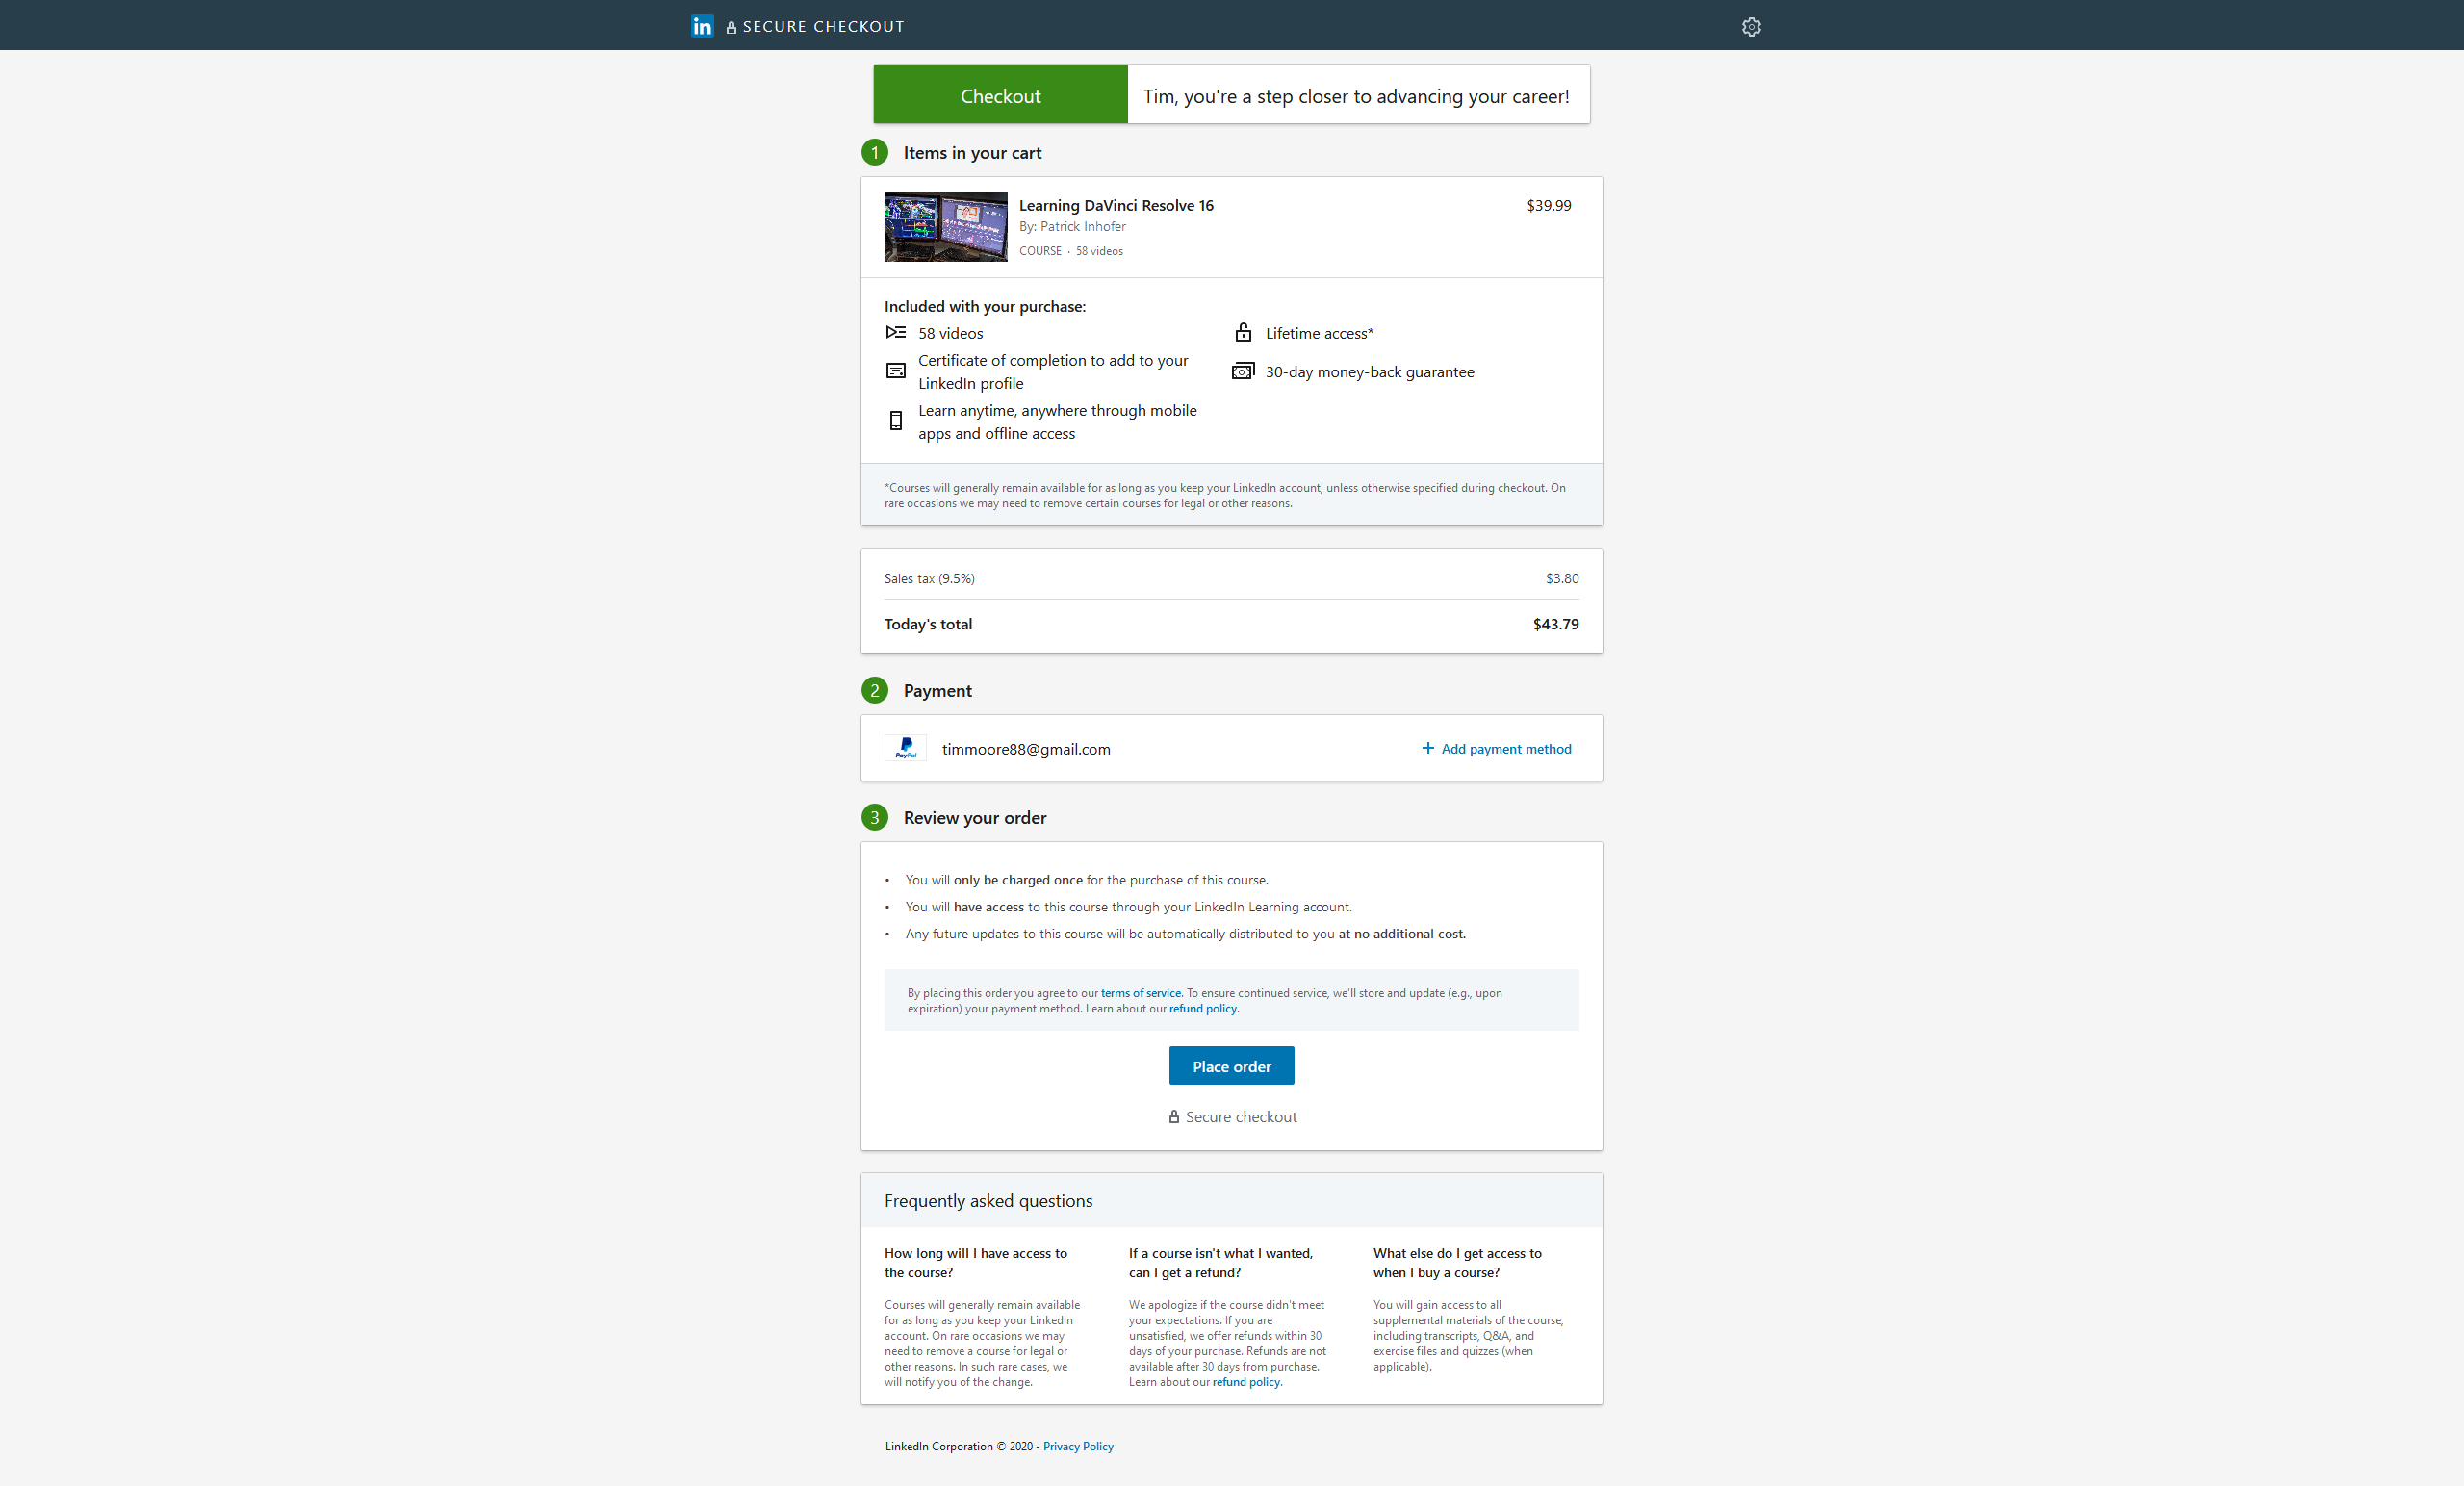 in SECURE CHECKOUT
Checkout
Tim, you're a step closer to advancing your career!
1 Items in your cart
Learning DaVinci Resolve 16
$39.99
By: Patrick Inhofer
COURSE · 58 videos
Included with your purchase:
58 videos
Lifetime access*
Certificate of completion to add to your
LinkedIn profile
30-day money-back guarantee
Learn anytime, anywhere through mobile
apps and offline access
*Courses will generally remain available for as long as you keep your LinkedIn account, unless otherwise specified during checkout. On
rare occasions we may need to remove certain courses for legal or other reasons.
Sales tax (9.5%) $3.80
Today's total $43.79
2 Payment
PayPal timmoore88@gmail.com
+ Add payment method
3 Review your order
• You will only be charged once for the purchase of this course.
• You will have access to this course through your LinkedIn Learning account.
• Any future updates to this course will be automatically distributed to you at no additional cost.
By placing this order you agree to our terms of service. To ensure continued service, we'll store and update (e.g., upon
expiration) your payment method. Learn about our refund policy.
Place order
Secure checkout
Frequently asked questions
How long will I have access to
the course?
Courses will generally remain available
for as long as you keep your LinkedIn
account. On rare occasions we may
need to remove a course for legal or
other reasons. In such rare cases, we
will notify you of the change.
If a course isn't what I wanted,
can I get a refund?
We apologize if the course didn't meet
your expectations. If you are
unsatisfied, we offer refunds within 30
days of your purchase. Refunds are not
available after 30 days from purchase.
Learn about our refund policy.
What else do I get access to
when I buy a course?
You will gain access to all
supplemental materials of the course,
including transcripts, Q&A, and
exercise files and quizzes (when
applicable).
LinkedIn Corporation © 2020 - Privacy Policy